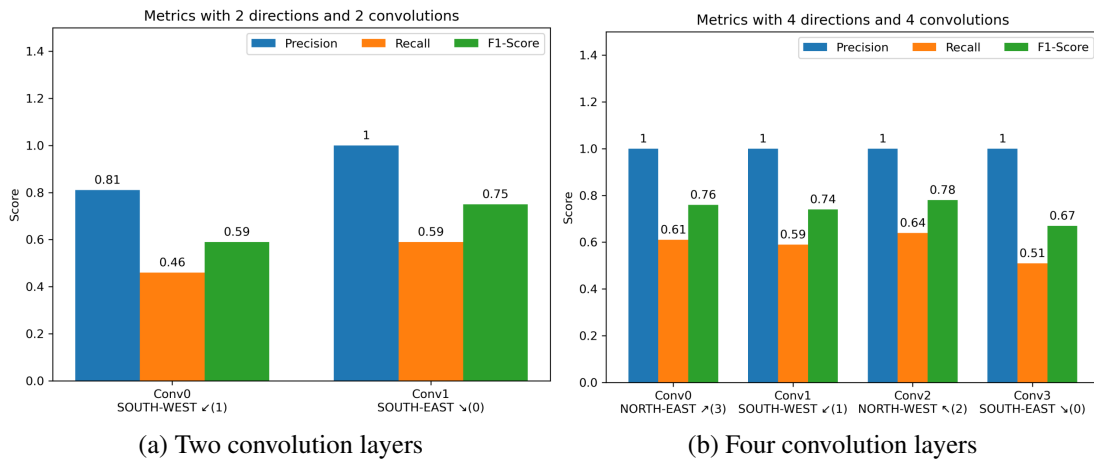 Metrics with 2 directions and 2 convolutions
Precision Recall F1-Score
Score
1.4
1.2
1.0
0.8
0.6
0.4
0.2
0.0
0.81
0.46
0.59
1
0.59
0.75
Conv0
SOUTH-WEST ↙(1)
Conv1
SOUTH-EAST ↘(0)
(a) Two convolution layers
Metrics with 4 directions and 4 convolutions
Precision Recall F1-Score
Score
1.4
1.2
1.0
0.8
0.6
0.4
0.2
0.0
1
0.61
0.76
1
0.59
0.74
1
0.64
0.78
1
0.51
0.67
Conv0
NORTH-EAST ↗(3)
Conv1
SOUTH-WEST ↙(1)
Conv2
NORTH-WEST ↖(2)
Conv3
SOUTH-EAST ↘(0)
(b) Four convolution layers